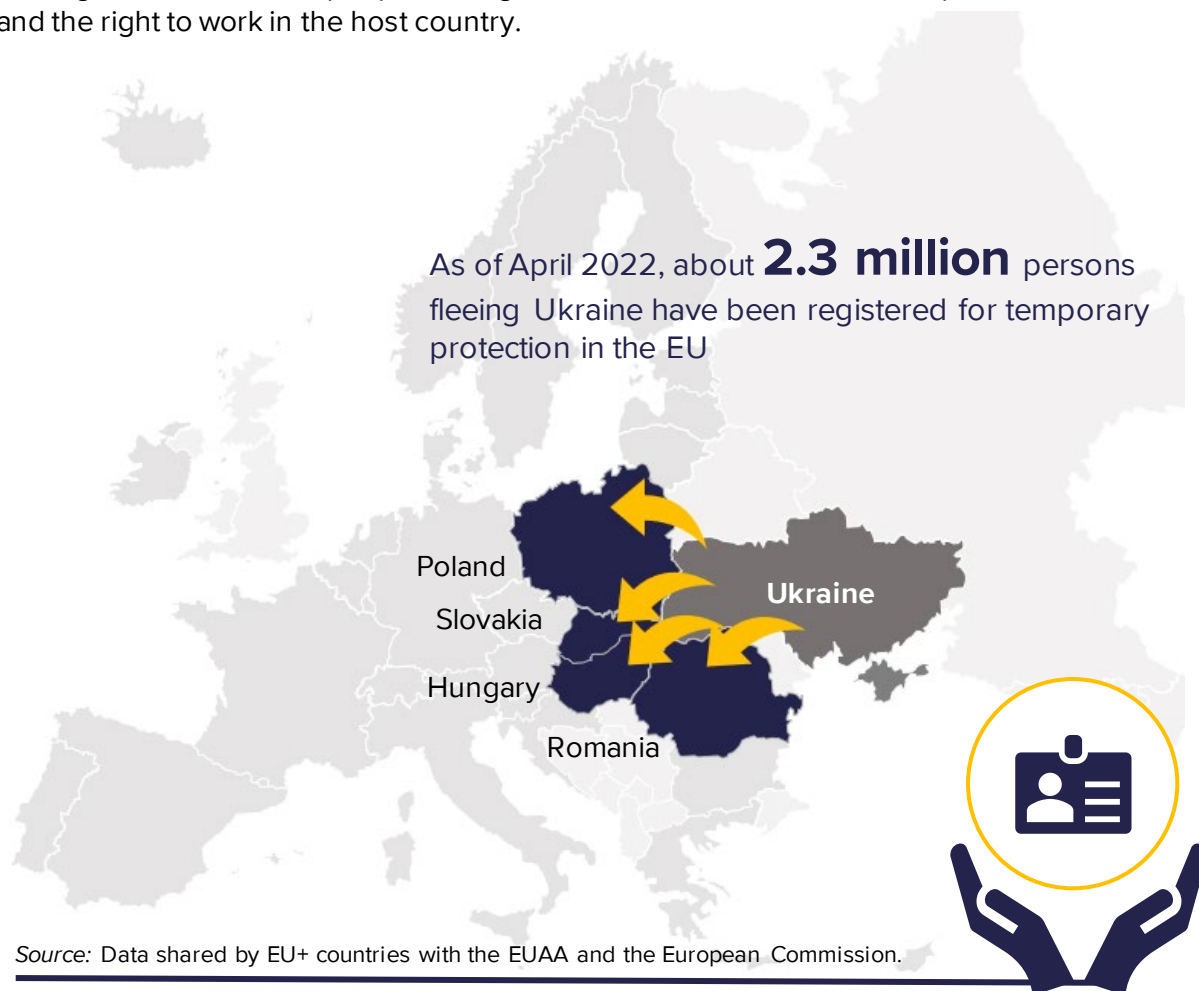 and the right to work in the host country.
As of April 2022, about 2.3 million persons
fleeing Ukraine have been registered for temporary
protection in the EU
Poland
Ukraine
Slovakia
Hungary
Romania
Source: Data shared by EU+ countries with the EUAA and the European Commission.